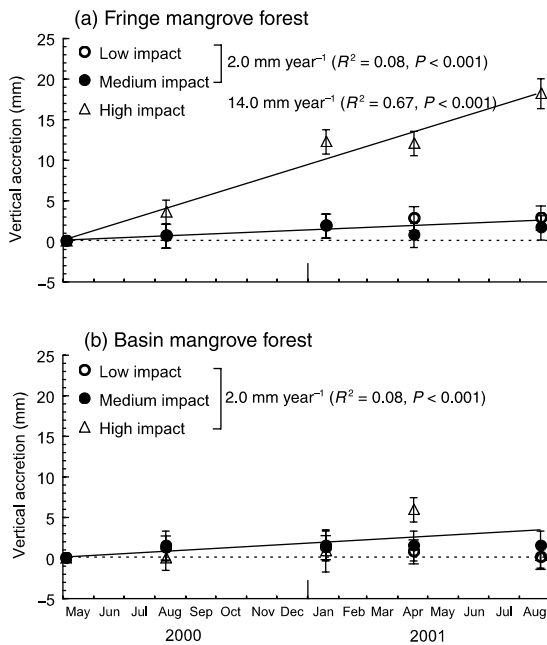 (a) Fringe mangrove forest
25
20
15
10
5
0
−5
Vertical accretion (mm)
Low impact
Medium impact
High impact
2.0 mm year⁻¹ (R² = 0.08, P < 0.001)
14.0 mm year⁻¹ (R² = 0.67, P < 0.001)
(b) Basin mangrove forest
25
20
15
10
5
0
−5
Vertical accretion (mm)
Low impact
Medium impact
High impact
2.0 mm year⁻¹ (R² = 0.08, P < 0.001)
May Jun Jul Aug Sep Oct Nov Dec Jan Feb Mar Apr May Jun Jul Aug
2000 2001